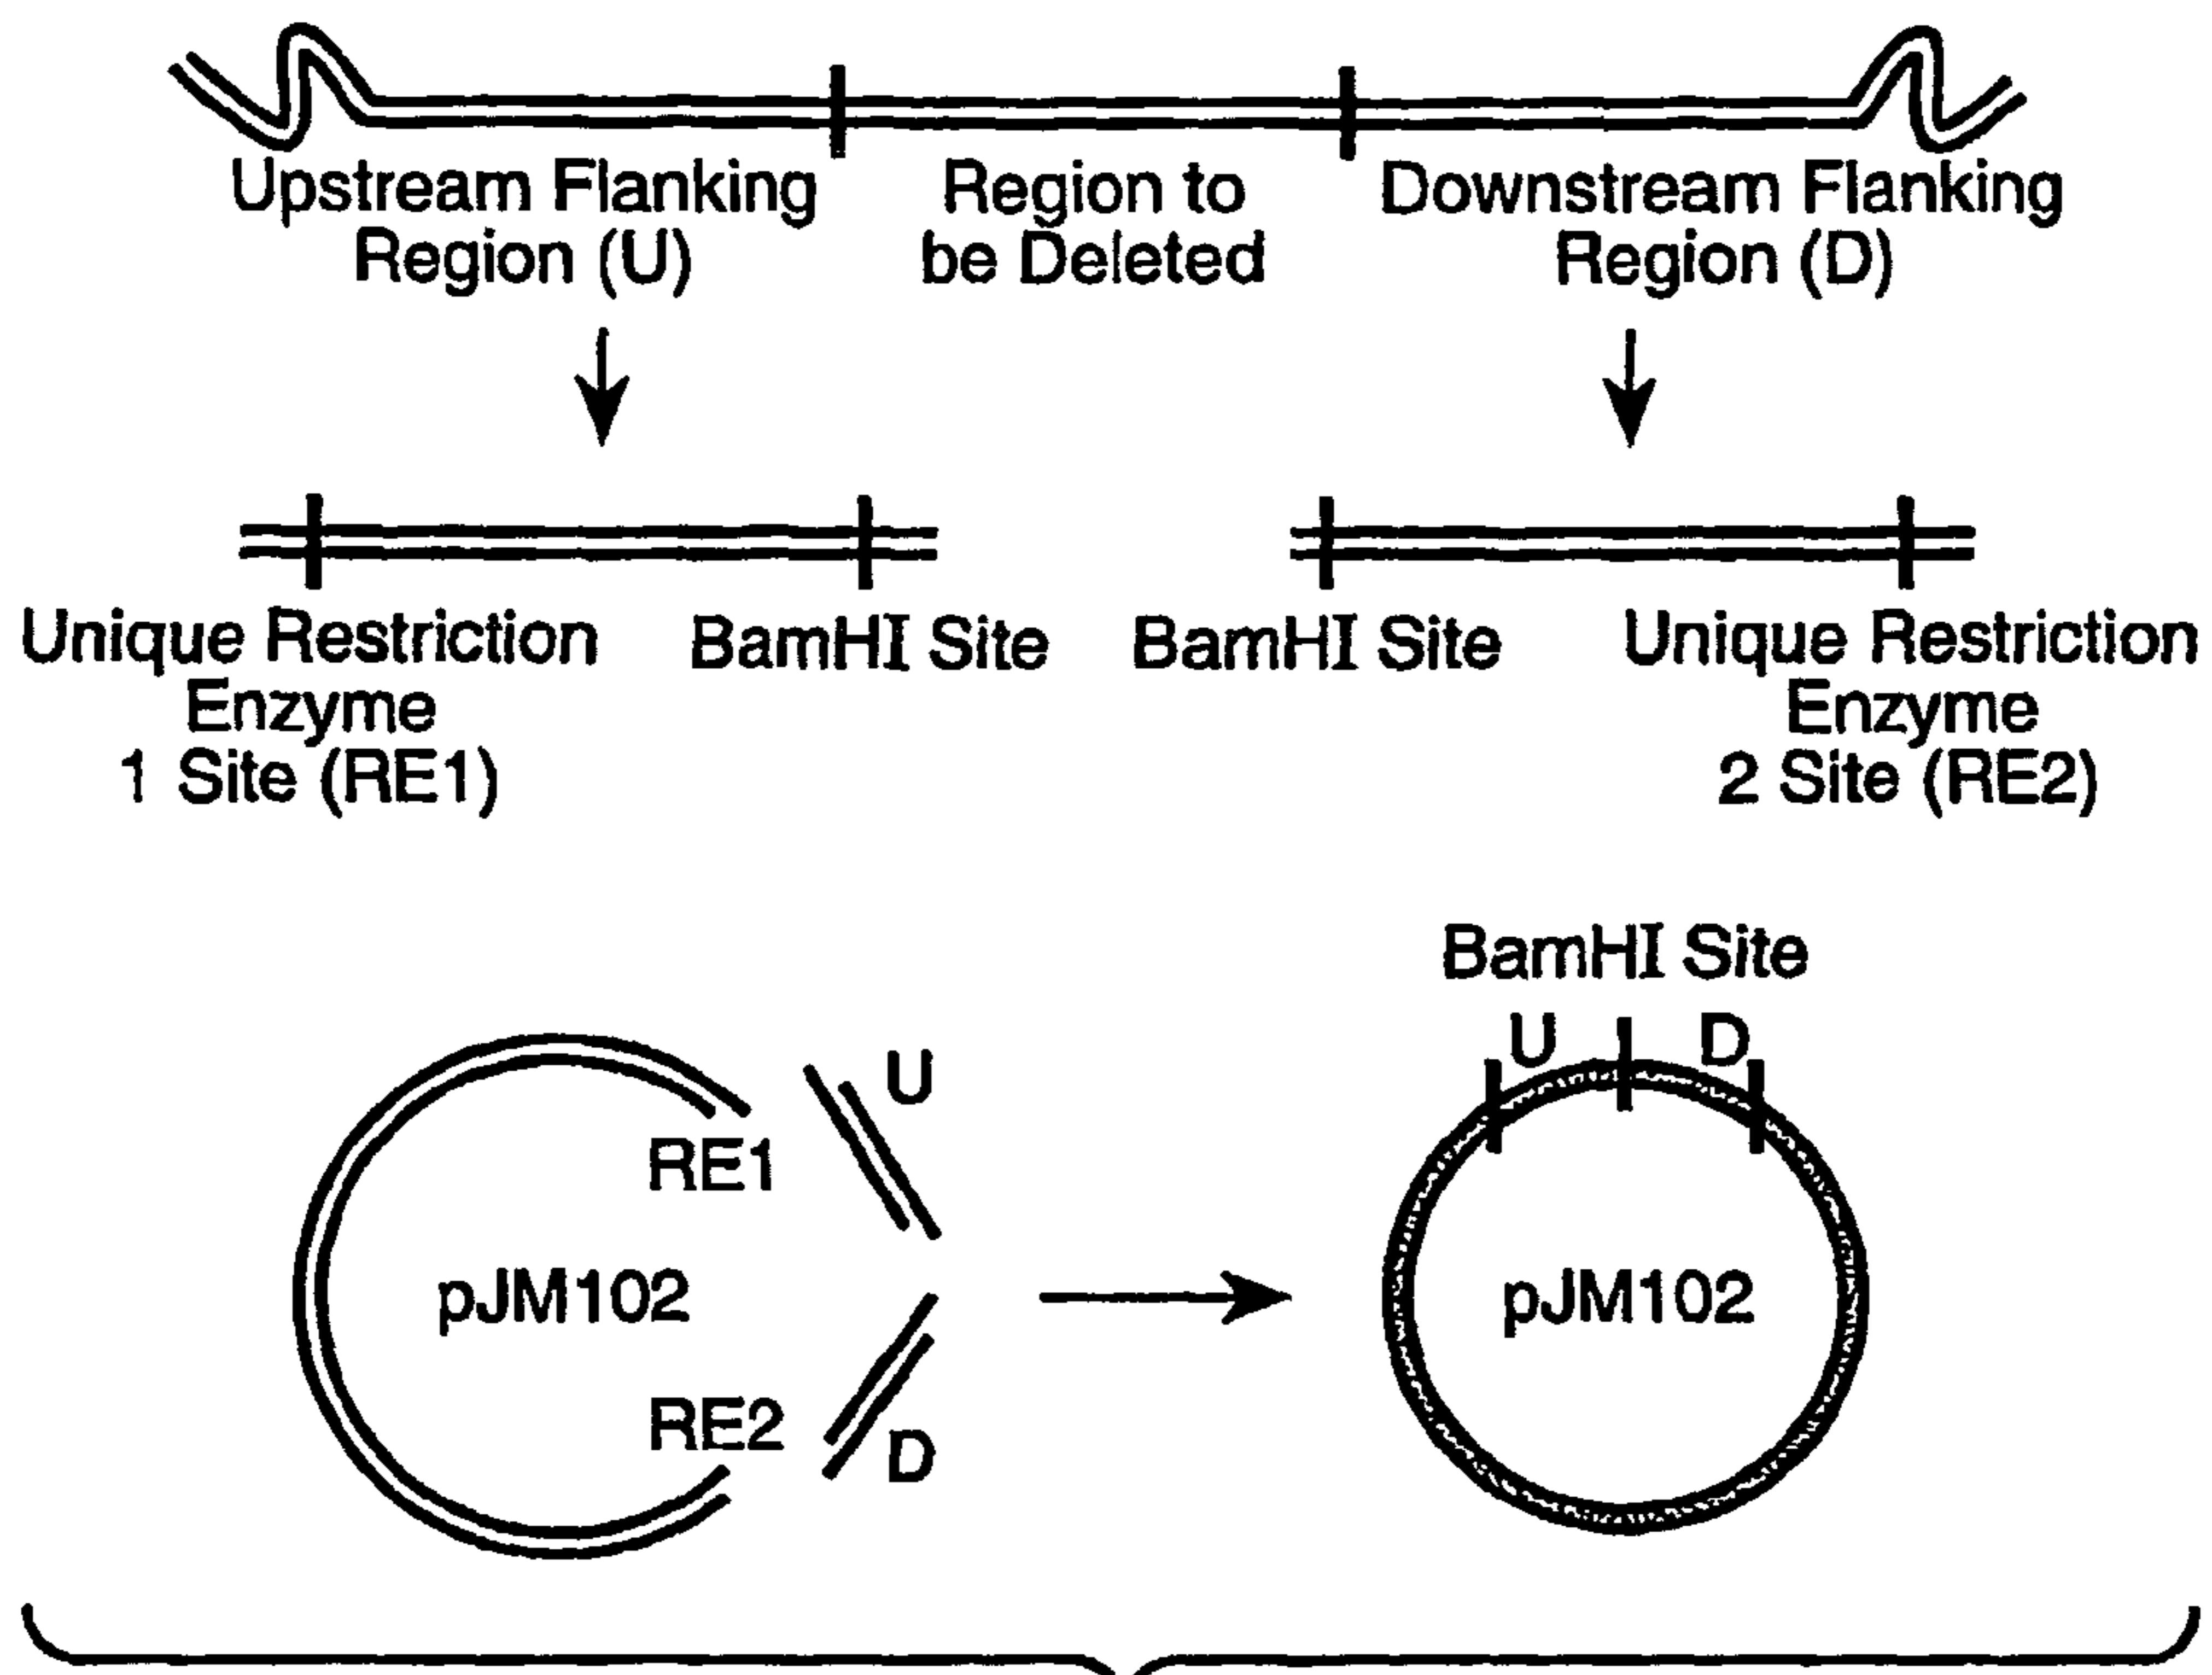 Upstream Flanking
Region (U)
Region to
be Deleted
Downstream Flanking
Region (D)
Unique Restriction
Enzyme
1 Site (RE1)
BamHI Site
BamHI Site
Unique Restriction
Enzyme
2 Site (RE2)
U
RE1
pJM102
RE2
D
BamHI Site
U
D
pJM102